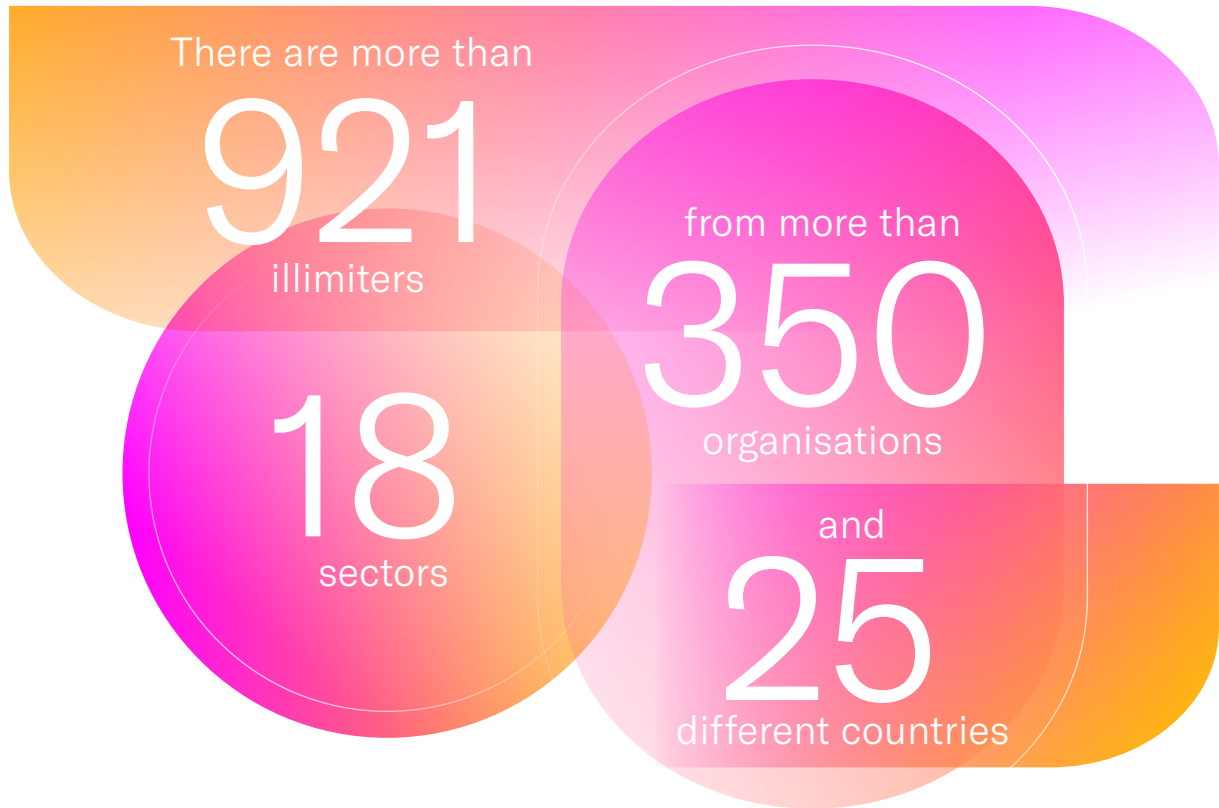 There are more than
921
illimiters
from more than
350
organisations
18
sectors
and
25
different countries